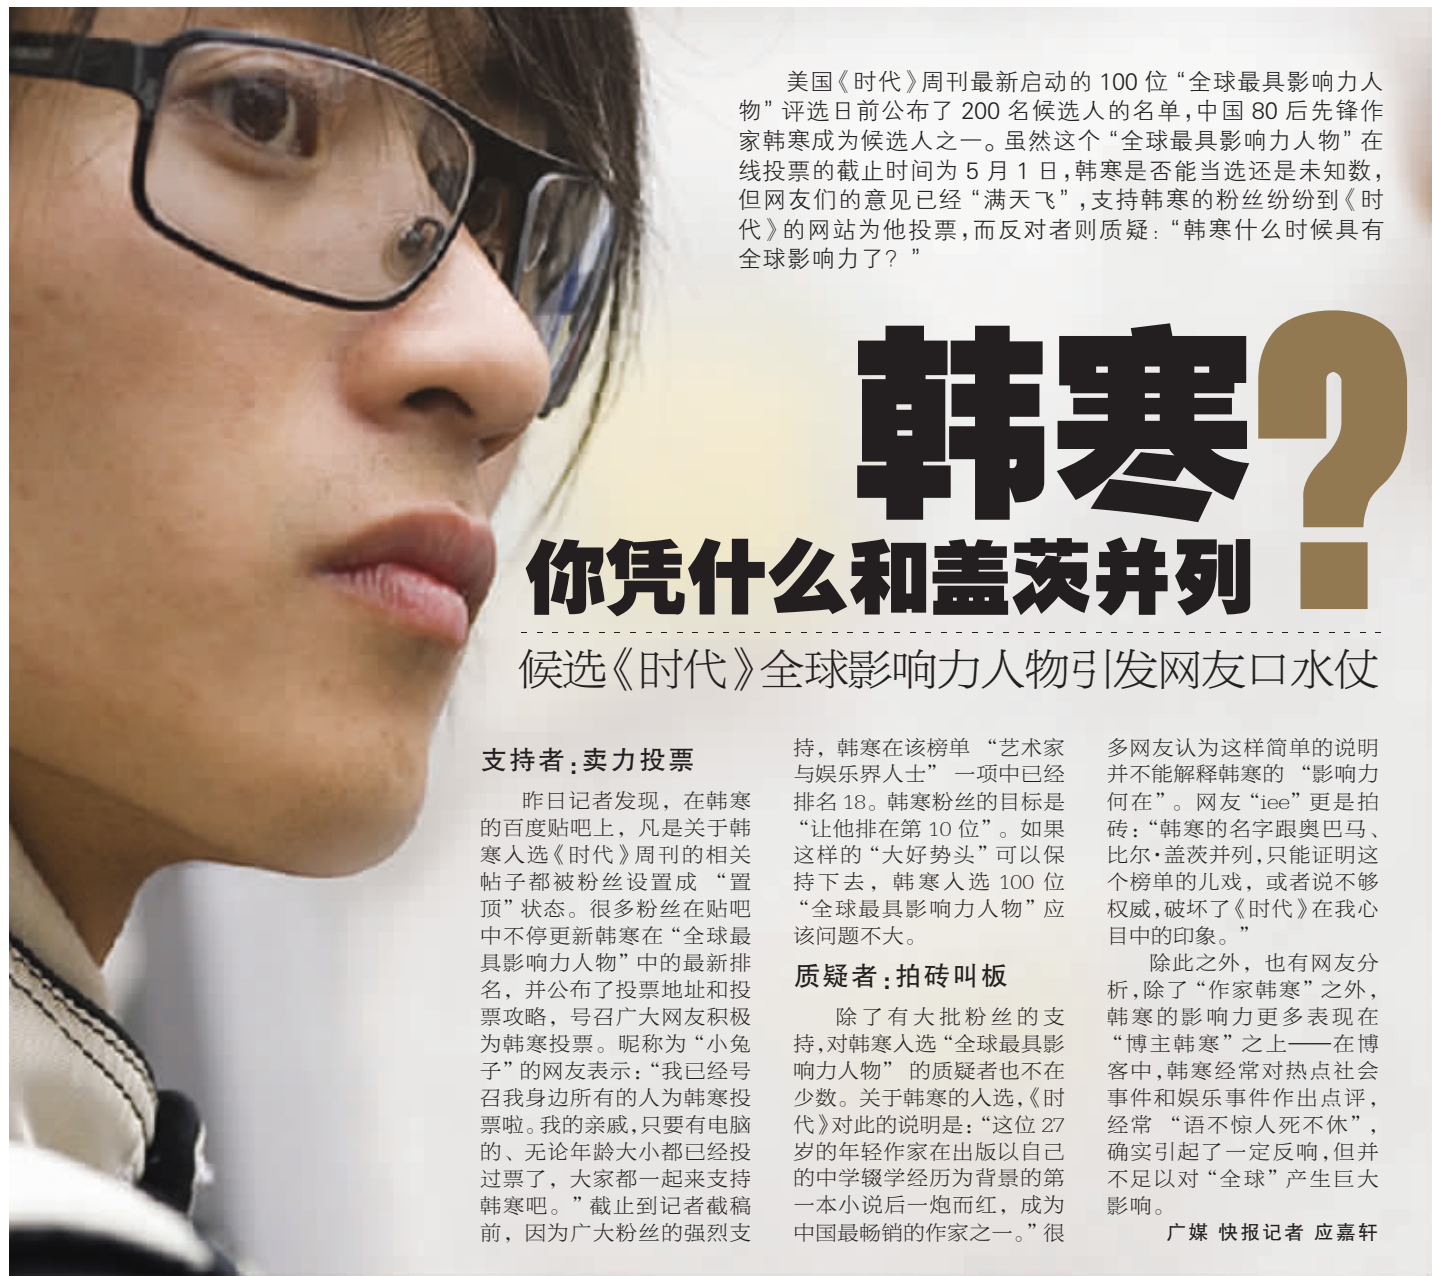 美国《时代》周刊最新启动的 100 位“全球最具影响力人
物”评选日前公布了 200 名候选人的名单，中国 80 后先锋作
家韩寒成为候选人之一。虽然这个“全球最具影响力人物”在
线投票的截止时间为 5 月 1 日，韩寒是否能当选还是未知数，
但网友们的意见已经“满天飞”，支持韩寒的粉丝纷纷到《时
代》的网站为他投票，而反对者则质疑：“韩寒什么时候具有
全球影响力了？”
韩寒？
你凭什么和盖茨并列
候选《时代》全球影响力人物引发网友口水仗
支持者：卖力投票
昨日记者发现，在韩寒
的百度贴吧上，凡是关于韩
寒入选《时代》周刊的相关
帖子都被粉丝设置成“置
顶”状态。很多粉丝在贴吧
中不停更新韩寒在“全球最
具影响力人物”中的最新排
名，并公布了投票地址和投
票攻略，号召广大网友积极
为韩寒投票。昵称为“小兔
子”的网友表示：“我已经号
召我身边所有的人为韩寒投
票啦。我的亲戚，只要有电脑
的、无论年龄大小都已经投
过票了，大家都一起来支持
韩寒吧。”截止到记者截稿
前，因为广大粉丝的强烈支
持，韩寒在该榜单“艺术家
与娱乐界人士”一项中已经
排名 18。韩寒粉丝的目标是
“让他排在第 10 位”。如果
这样的“大好势头”可以保
持下去，韩寒入选 100 位
“全球最具影响力人物”应
该问题不大。
质疑者：拍砖叫板
除了有大批粉丝的支
持，对韩寒入选“全球最具影
响力人物”的质疑者也不在
少数。关于韩寒的入选，《时
代》对此的说明是：“这位 27
岁的年轻作家在出版以自己
的中学辍学经历为背景的第
一本小说后一炮而红，成为
中国最畅销的作家之一。”很
多网友认为这样简单的说明
并不能解释韩寒的“影响力
何在”。网友“iee”更是拍
砖：“韩寒的名字跟奥巴马、
比尔·盖茨并列，只能证明这
个榜单的儿戏，或者说不够
权威，破坏了《时代》在我心
目中的印象。”
除此之外，也有网友分
析，除了“作家韩寒”之外，
韩寒的影响力更多表现在
“博主韩寒”之上——在博
客中，韩寒经常对热点社会
事件和娱乐事件作出点评，
经常“语不惊人死不休”，
确实引起了一定反响，但并
不足以对“全球”产生巨大
影响。
广媒 快报记者 应嘉轩